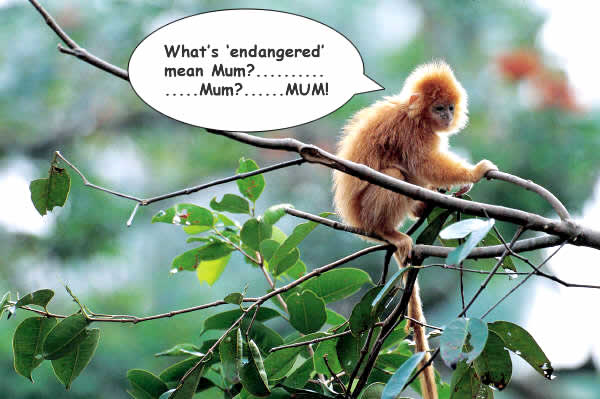 What's 'endangered'
mean Mum?..........
.....Mum?......MUM!